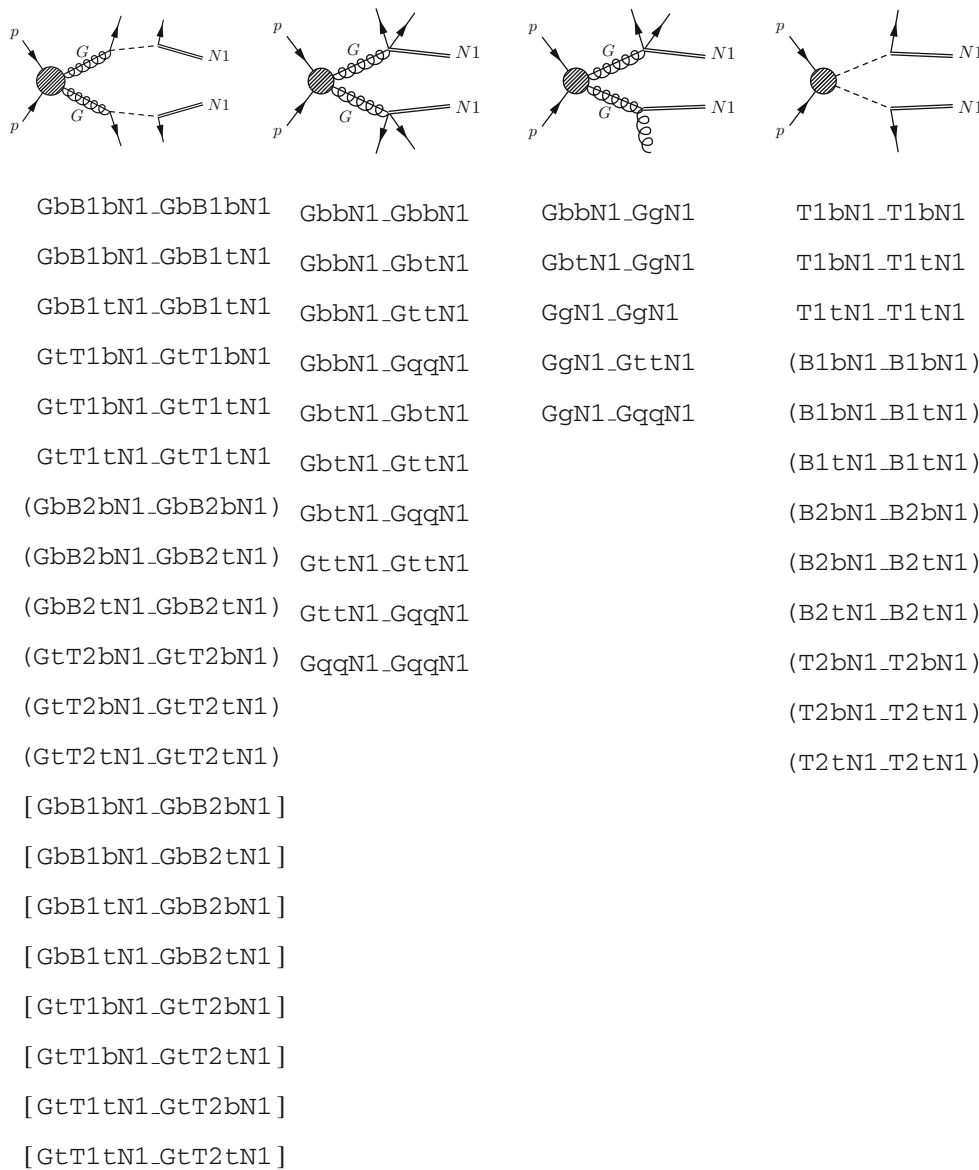 p
G
N1
G
N1
p
p
G
N1
G
N1
p
p
G
N1
G
N1
p
p
N1
N1
p
GbB1bN1_GbB1bN1
GbB1bN1_GbB1tN1
GbB1tN1_GbB1tN1
GtT1bN1_GtT1bN1
GtT1bN1_GtT1tN1
GtT1tN1_GtT1tN1
(GbB2bN1_GbB2bN1)
(GbB2bN1_GbB2tN1)
(GbB2tN1_GbB2tN1)
(GtT2bN1_GtT2bN1)
(GtT2bN1_GtT2tN1)
(GtT2tN1_GtT2tN1)
[GbB1bN1_GbB2bN1]
[GbB1bN1_GbB2tN1]
[GbB1tN1_GbB2bN1]
[GbB1tN1_GbB2tN1]
[GtT1bN1_GtT2bN1]
[GtT1bN1_GtT2tN1]
[GtT1tN1_GtT2bN1]
[GtT1tN1_GtT2tN1]
GbbN1_GbbN1
GbbN1_GbtN1
GbbN1_GttN1
GbbN1_GqqN1
GbtN1_GbtN1
GbtN1_GttN1
GbtN1_GqqN1
GttN1_GttN1
GttN1_GqqN1
GqqN1_GqqN1
GbbN1_GgN1
GbtN1_GgN1
GgN1_GgN1
GgN1_GttN1
GgN1_GqqN1
T1bN1_T1bN1
T1bN1_T1tN1
T1tN1_T1tN1
(B1bN1_B1bN1)
(B1bN1_B1tN1)
(B1tN1_B1tN1)
(B2bN1_B2bN1)
(B2bN1_B2tN1)
(B2tN1_B2tN1)
(T2bN1_T2bN1)
(T2bN1_T2tN1)
(T2tN1_T2tN1)